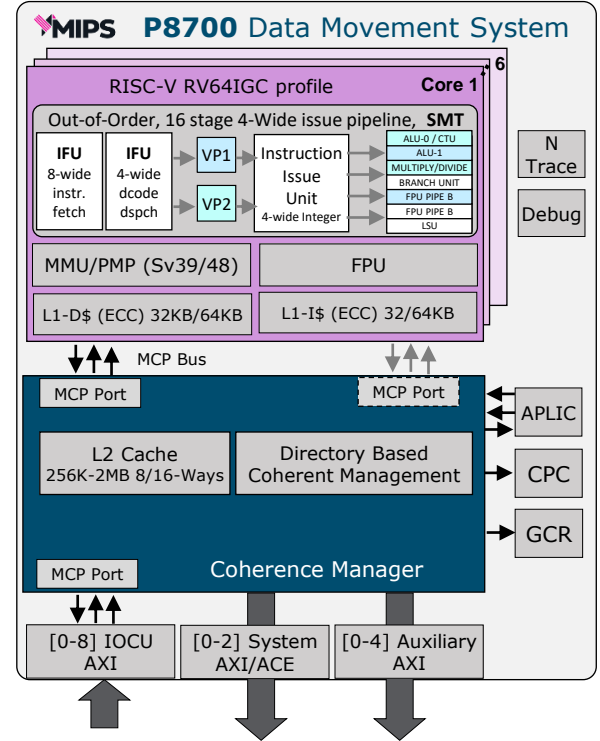 MIPS P8700 Data Movement System
6
RISC-V RV64IGC profile Core 1
Out-of-Order, 16 stage 4-Wide issue pipeline, SMT
IFU
8-wide
instr.
fetch
IFU
4-wide
dcode
dspch
VP1
VP2
Instruction
Issue
Unit
4-wide Integer
ALU-0 / CTU
ALU-1
MULTIPLY/DIVIDE
BRANCH UNIT
FPU PIPE B
FPU PIPE B
LSU
N
Trace
Debug
MMU/PMP (Sv39/48)
FPU
L1-D$ (ECC) 32KB/64KB
L1-I$ (ECC) 32/64KB
MCP Bus
MCP Port
MCP Port
APLIC
L2 Cache
256K-2MB 8/16-Ways
Directory Based
Coherent Management
CPC
GCR
MCP Port
Coherence Manager
[0-8] IOCU
AXI
[0-2] System
AXI/ACE
[0-4] Auxiliary
AXI